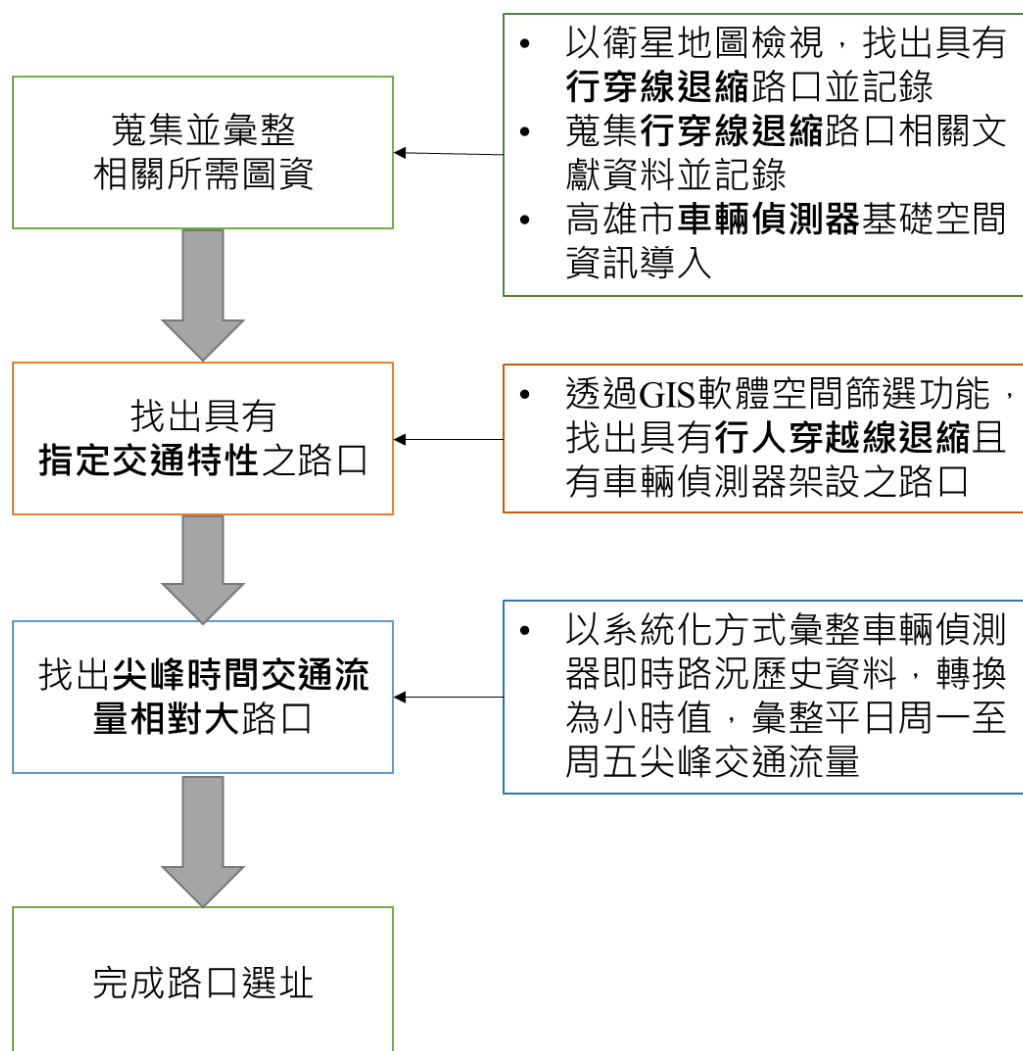 蒐集並彙整
相關所需圖資
• 以衛星地圖檢視，找出具有
行穿線退縮路口並記錄
• 蒐集行穿線退縮路口相關文
獻資料並記錄
• 高雄市車輛偵測器基礎空間
資訊導入
找出具有
指定交通特性之路口
• 透過GIS軟體空間篩選功能，
找出具有行人穿越線退縮且
有車輛偵測器架設之路口
找出尖峰時間交通流
量相對大路口
• 以系統化方式彙整車輛偵測
器即時路況歷史資料，轉換
為小時值，彙整平日周一至
周五尖峰交通流量
完成路口選址